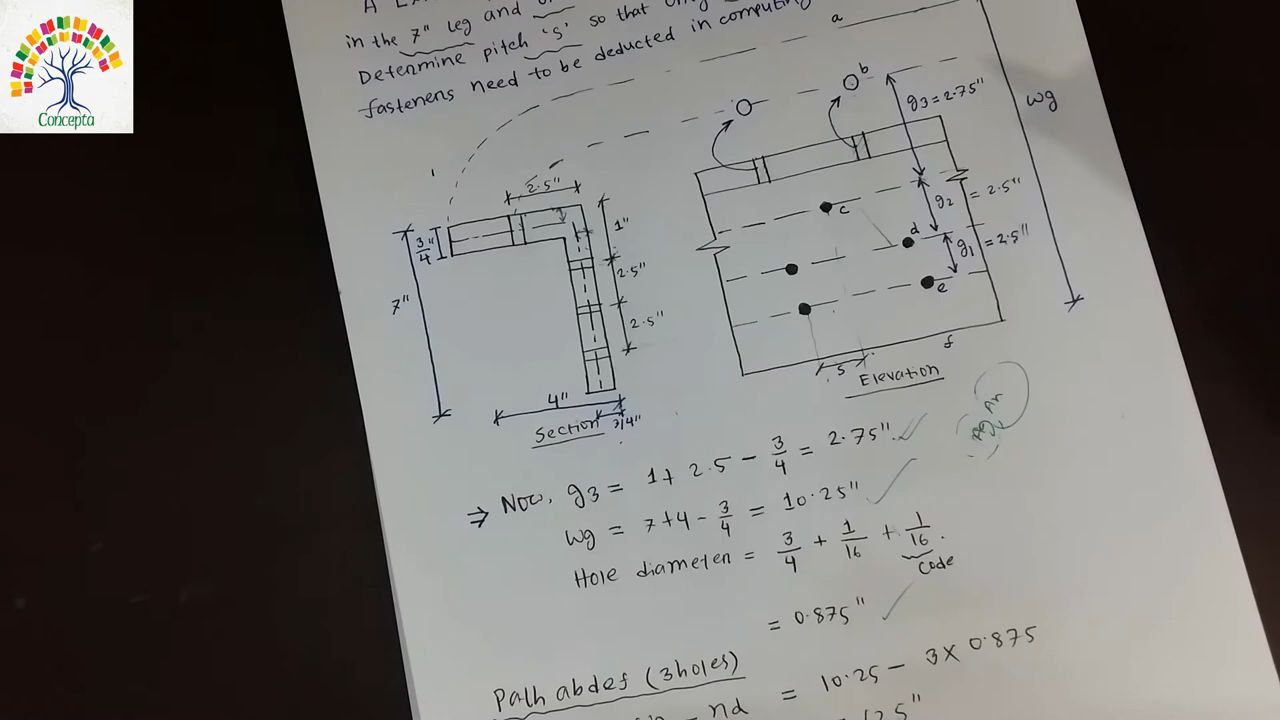 Concepta
A
in the 7" leg and
Determine pitch 's' so that only
fasteners need to be deducted in computing
a
b
g3 = 2.75"
wg
2.5"
3/4"
1"
c
g2 = 2.5"
d
7"
2.5"
g1 = 2.5"
e
2.5"
f
s
Elevation
4"
3/4"
Section
⇒ Now, g3 = 1 + 2.5 - 3/4 = 2.75"
wg = 7 + 4 - 3/4 = 10.25"
Hole diameter = 3/4 + 1/16 + 1/16.
Code
= 0.875"
Path abdef (3 holes)
nd = 10.25 - 3 x 0.875